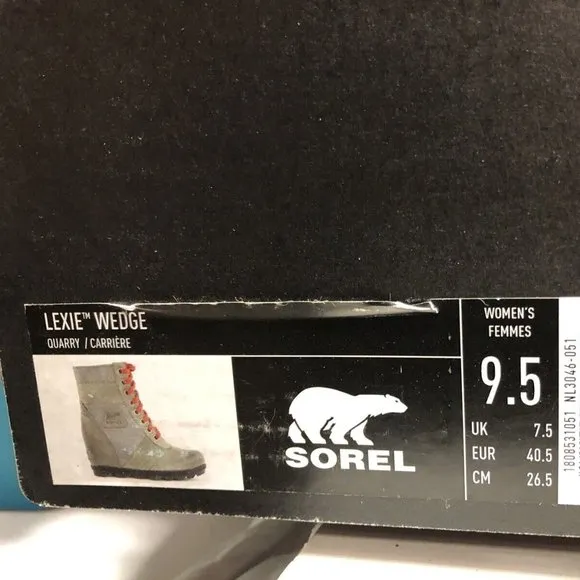 LEXIE™ WEDGE
QUARRY / CARRIÈRE
SOREL
WOMEN'S
FEMMES
9.5
UK 7.5
EUR 40.5
CM 26.5
1808531051 NL3046-051